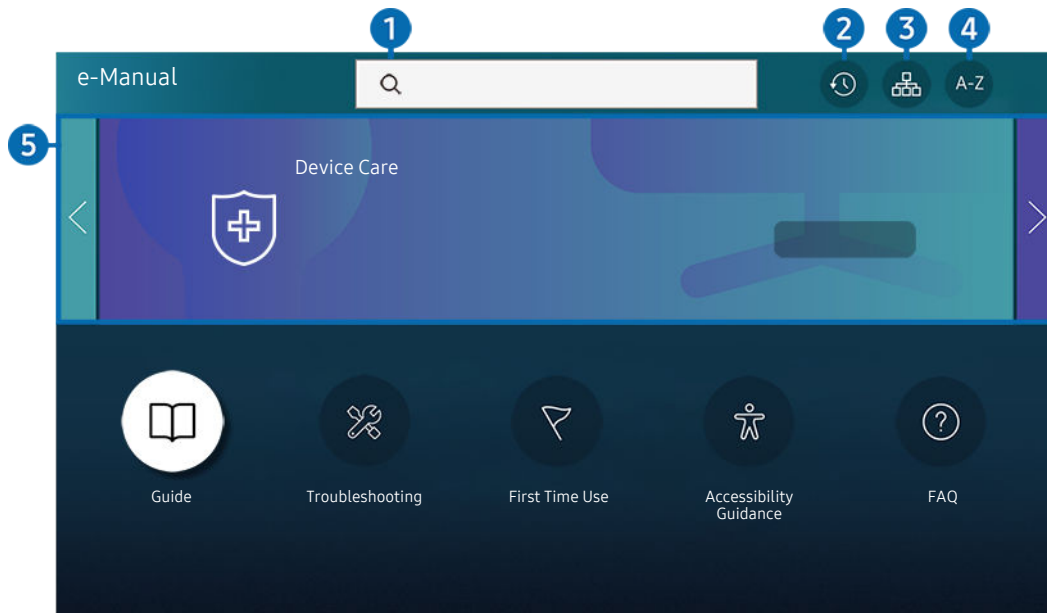 1
2
3
4
e-Manual
A-Z
5
Device Care
Guide
Troubleshooting
First Time Use
Accessibility
Guidance
FAQ